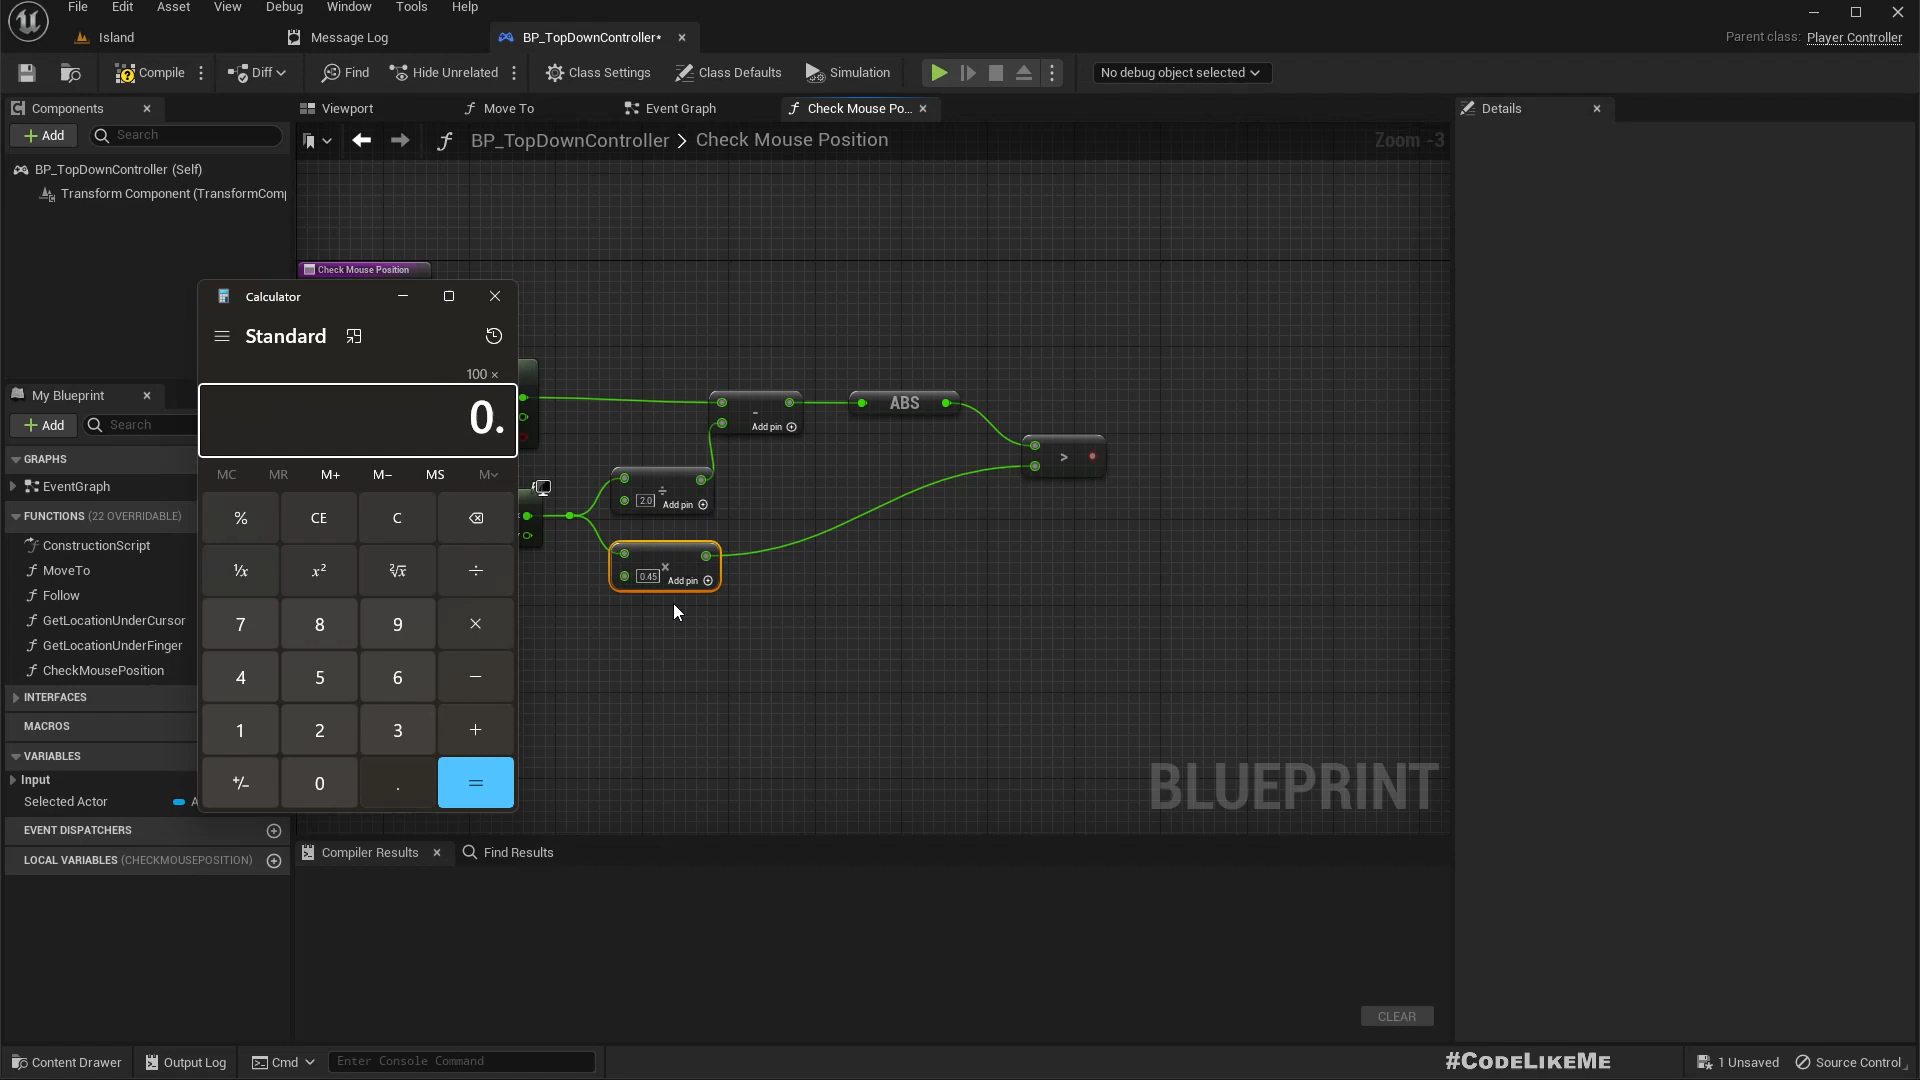 File Edit Asset View Debug Window Tools Help
Island
Message Log
BP_TopDownController*
Parent class: Player Controller
Compile
Diff
Find
Hide Unrelated
Class Settings
Class Defaults
Simulation
No debug object selected
Components
Viewport
Move To
Event Graph
Check Mouse Po...
Details
Add
Search
BP_TopDownController > Check Mouse Position
Zoom -3
BP_TopDownController (Self)
Transform Component (TransformComp
Check Mouse Position
Calculator
Standard
100 ×
0.
MC MR M+ M− MS M
% CE C
¹/x x² ²√x ÷
7 8 9 ×
4 5 6 −
1 2 3 +
+/− 0 . =
My Blueprint
Add
Search
GRAPHS
EventGraph
FUNCTIONS (22 OVERRIDABLE)
ConstructionScript
MoveTo
Follow
GetLocationUnderCursor
GetLocationUnderFinger
CheckMousePosition
INTERFACES
MACROS
VARIABLES
Input
Selected Actor
A
EVENT DISPATCHERS
LOCAL VARIABLES (CHECKMOUSEPOSITION)
-
Add pin
ABS
>
÷
2.0
Add pin
×
0.45
Add pin
BLUEPRINT
Compiler Results
Find Results
CLEAR
Content Drawer
Output Log
Cmd
Enter Console Command
#CodeLikeMe
1 Unsaved
Source Control